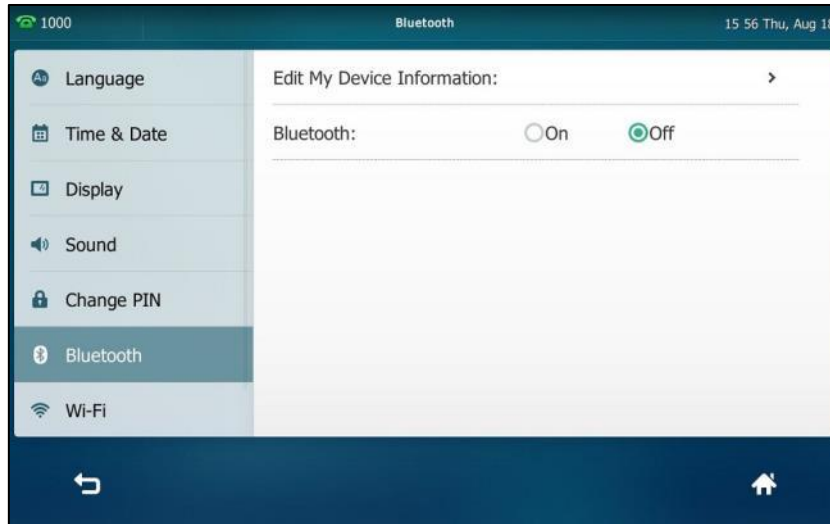 1000
Bluetooth
15 56 Thu, Aug 18
Language
Time & Date
Display
Sound
Change PIN
Bluetooth
Wi-Fi
Edit My Device Information:
Bluetooth: On Off